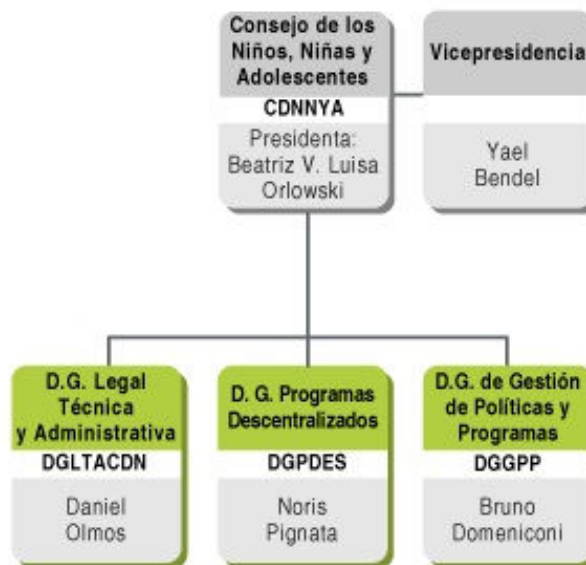 Consejo de los
Niños, Niñas y
Adolescentes
CDNNYA
Presidenta:
Beatriz V. Luisa
Orlowski
Vicepresidencia
Yael
Bendel
D.G. Legal
Técnica
y Administrativa
DGLTACDN
Daniel
Olmos
D. G. Programas
Descentralizados
DGPDES
Noris
Pignata
D.G. de Gestión
de Políticas y
Programas
DGGPP
Bruno
Domeniconi